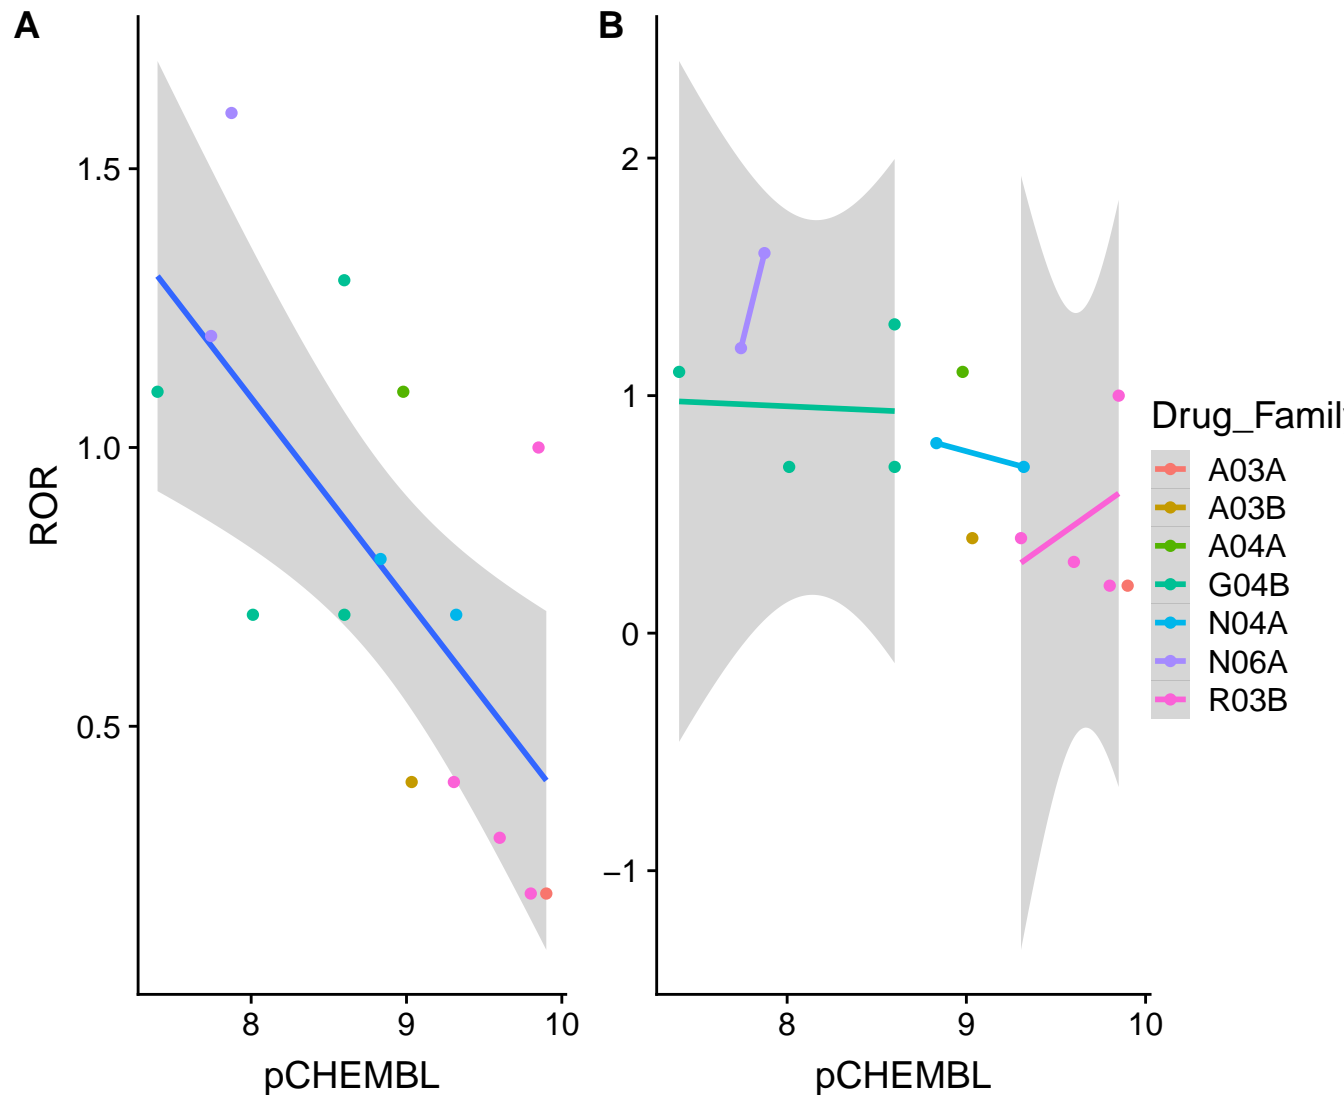 A
B
1.5
1.0
0.5
ROR
8
9
10
pCHEMBL
2
1
0
−1
8
9
10
pCHEMBL
Drug_Famil
A03A
A03B
A04A
G04B
N04A
N06A
R03B